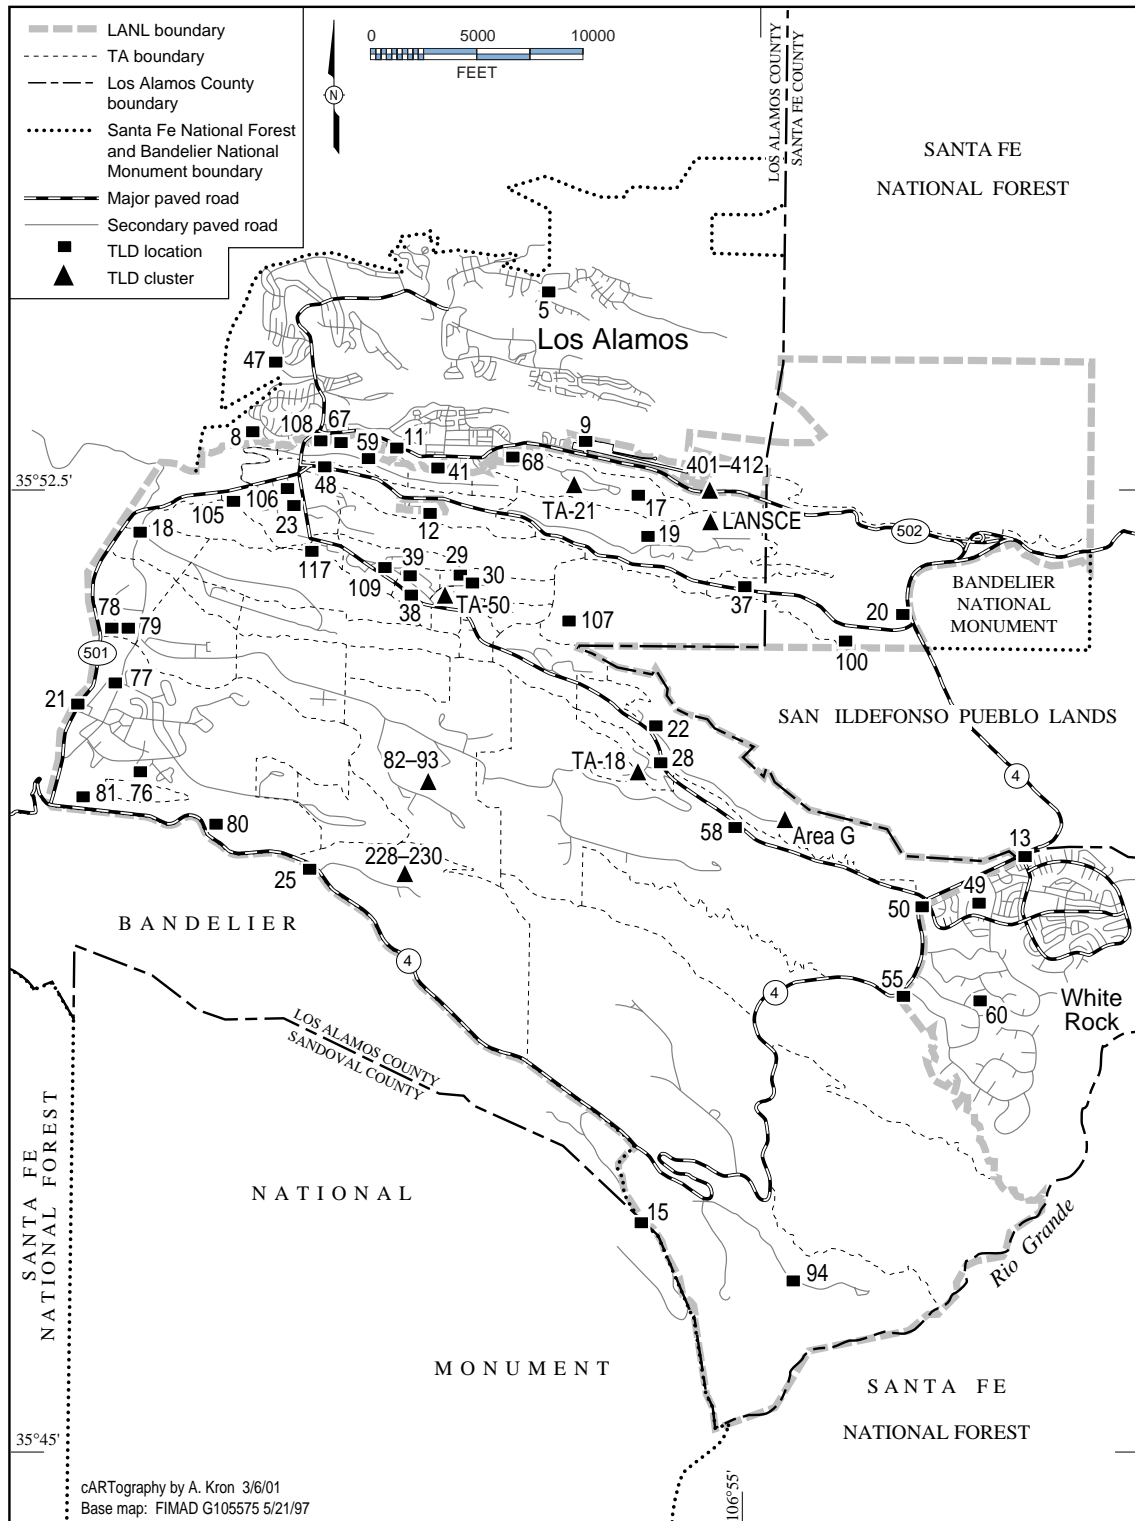 LANL boundary
TA boundary
Los Alamos County
boundary
Santa Fe National Forest
and Bandelier National
Monument boundary
Major paved road
Secondary paved road
TLD location
TLD cluster
N
0 5000 10000
FEET
LOS ALAMOS COUNTY
SANTA FE COUNTY
SANTA FE
NATIONAL FOREST
5
Los Alamos
47
8
108
67
59
11
41
68
9
401–412
35°52.5'
106
105
48
23
12
TA-21
17
LANSCE
19
502
18
117
109
39
29
30
38
TA-50
107
37
20
100
BANDELIER
NATIONAL
MONUMENT
78
79
501
77
21
22
SAN ILDEFONSO PUEBLO LANDS
82–93
TA-18
28
4
81
76
80
58
Area G
13
25
228–230
49
50
BANDELIER
4
4
55
60
White
Rock
LOS ALAMOS COUNTY
SANDOVAL COUNTY
SANTA FE
NATIONAL FOREST
NATIONAL
15
94
Rio Grande
MONUMENT
SANTA FE
NATIONAL FOREST
35°45'
106°55'
cARTography by A. Kron 3/6/01
Base map: FIMAD G105575 5/21/97